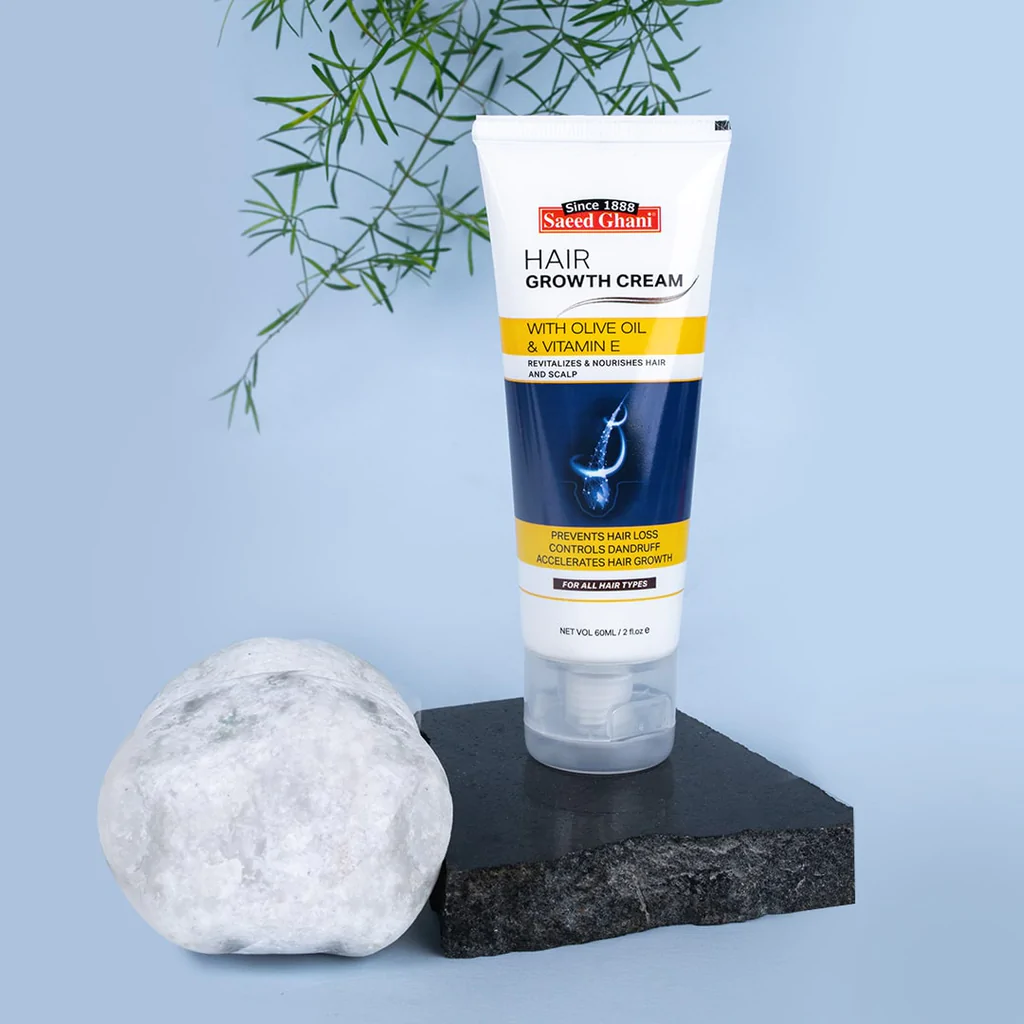 Since 1888
Saeed Ghani®
HAIR
GROWTH CREAM
WITH OLIVE OIL
& VITAMIN E
REVITALIZES & NOURISHES HAIR
AND SCALP
PREVENTS HAIR LOSS
CONTROLS DANDRUFF
ACCELERATES HAIR GROWTH
FOR ALL HAIR TYPES
NET VOL 60ML / 2 fl.oz e